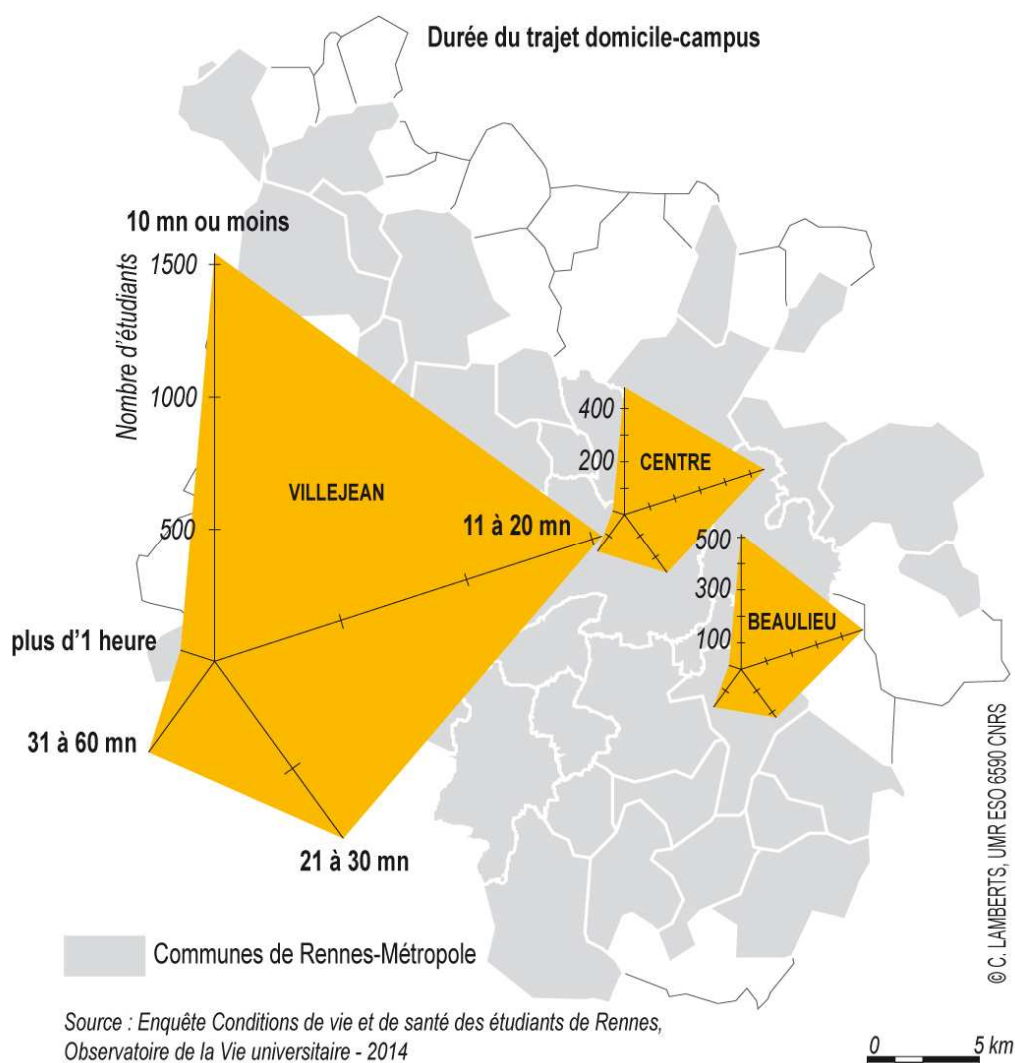 Durée du trajet domicile-campus
10 mn ou moins
Nombre d'étudiants
1500
1000
500
VILLEJEAN
11 à 20 mn
plus d'1 heure
31 à 60 mn
21 à 30 mn
400
200
CENTRE
500
300
100
BEAULIEU
Communes de Rennes-Métropole
Source : Enquête Conditions de vie et de santé des étudiants de Rennes,
Observatoire de la Vie universitaire - 2014
0 5 km
© C. LAMBERTS, UMR ESO 6590 CNRS